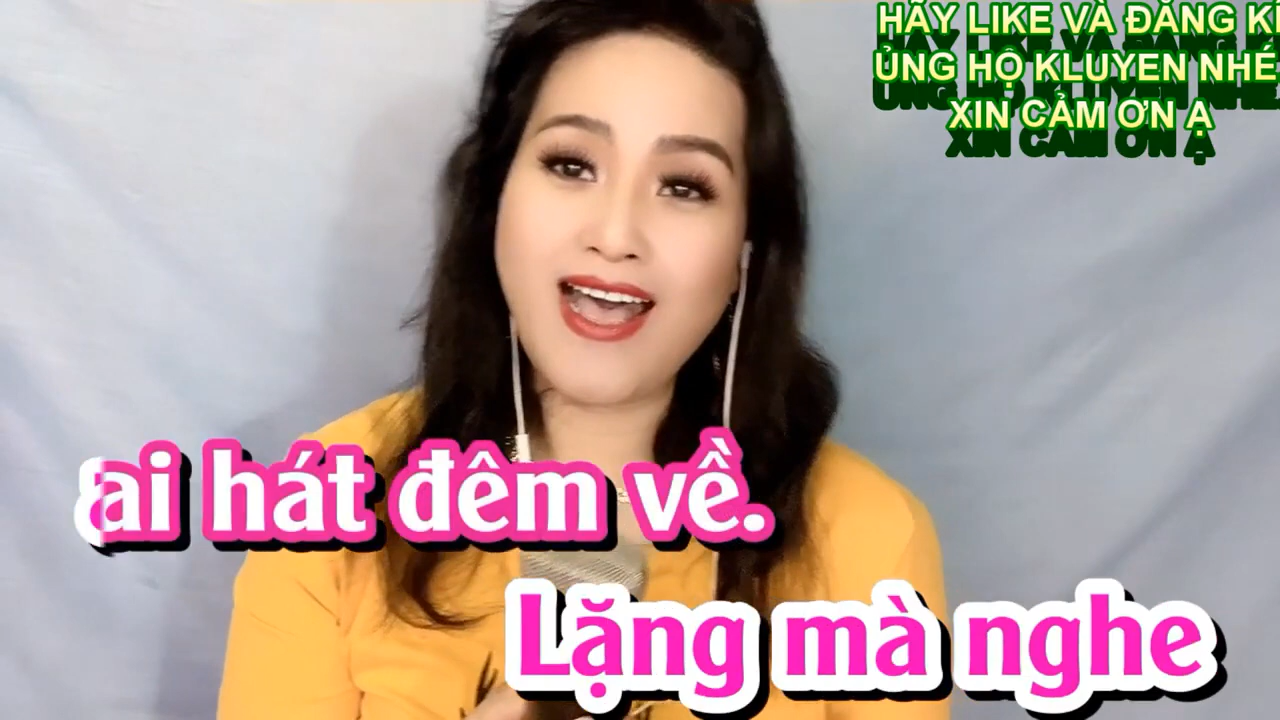 HÃY LIKE VÀ ĐĂNG KÍ
ỦNG HỘ KLUYEN NHÉ
XIN CẢM ƠN Ạ
ai hát đêm về.
Lặng mà nghe